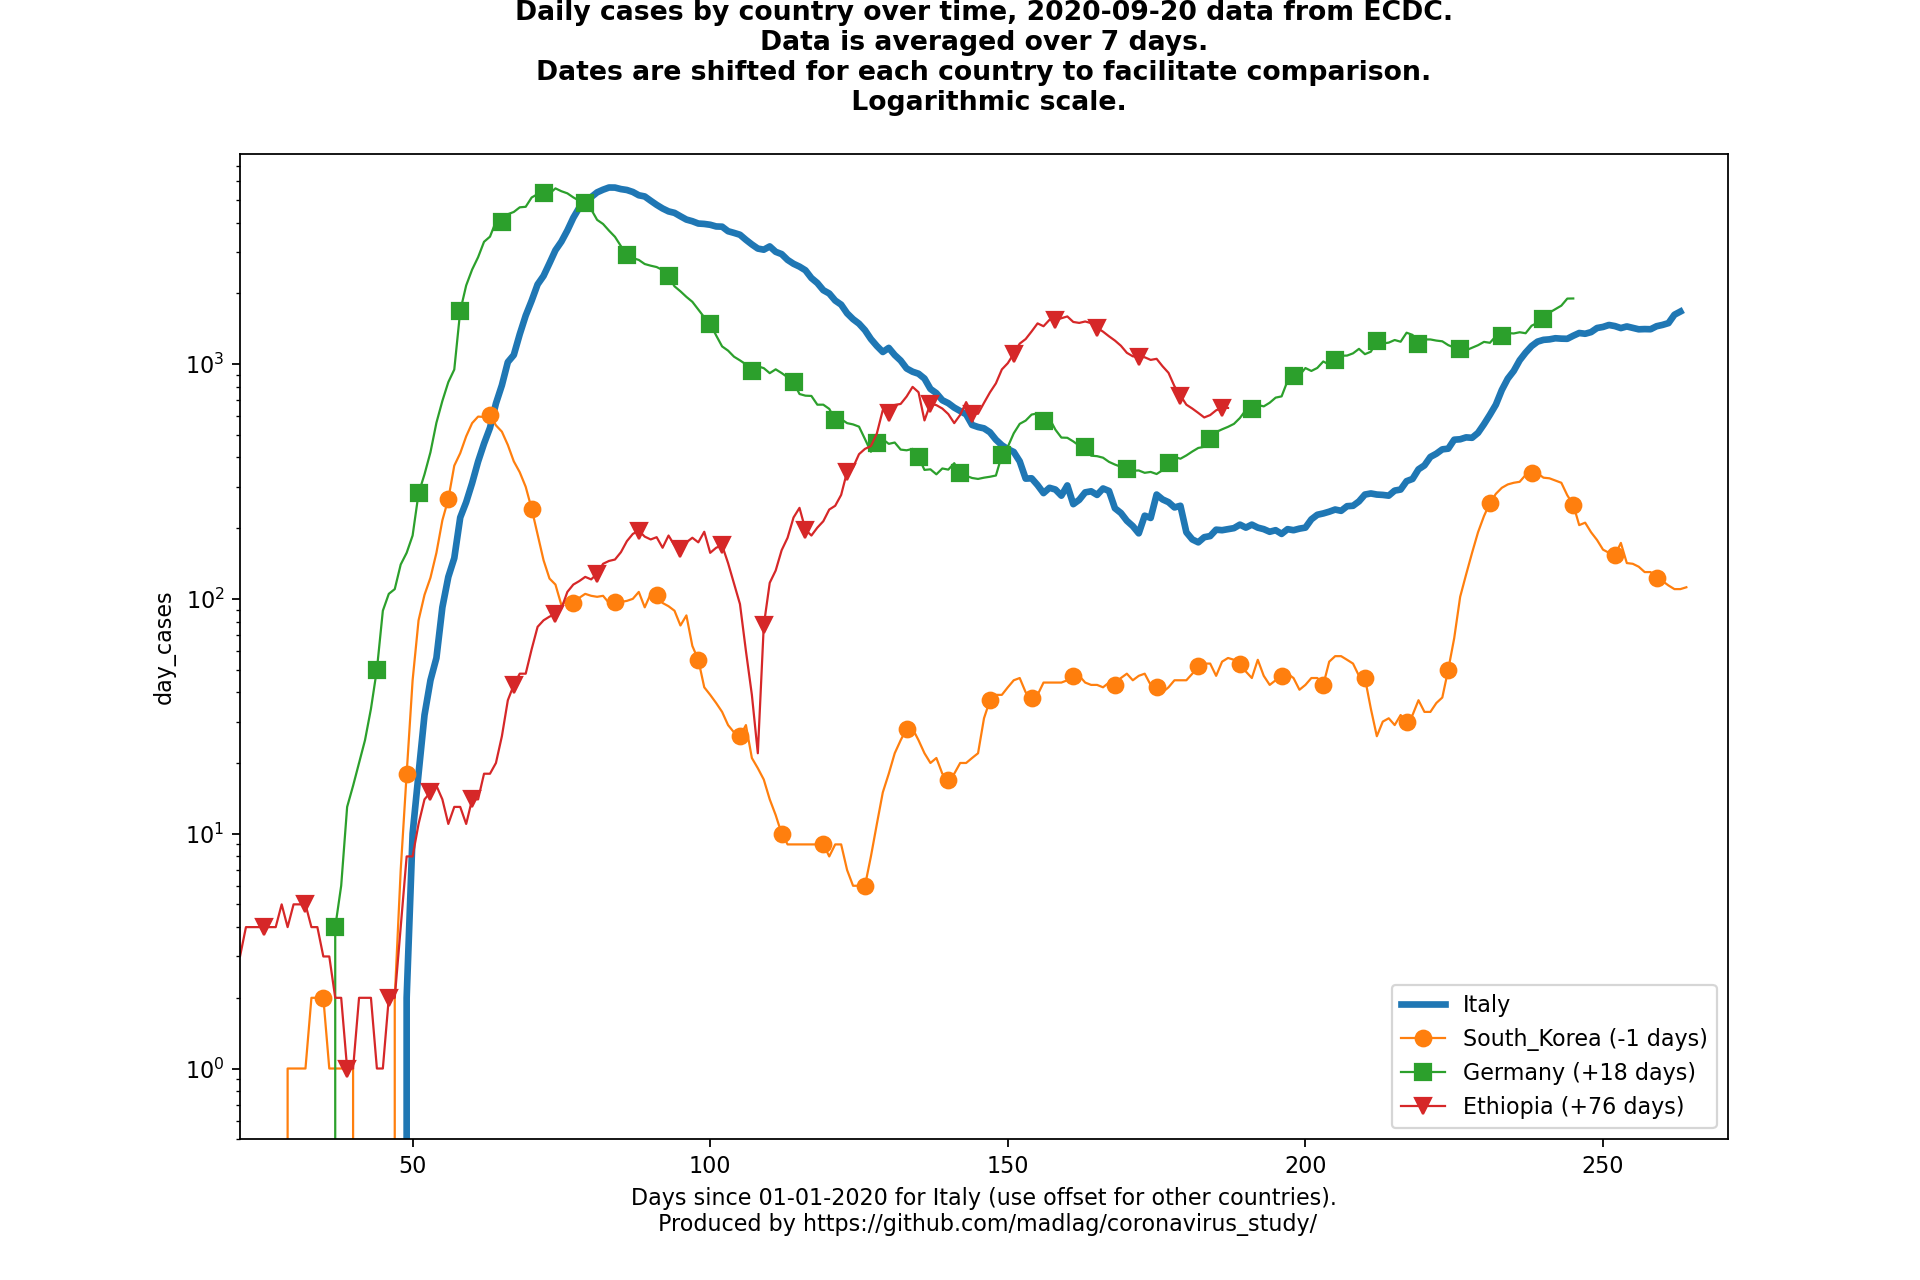 Daily cases by country over time, 2020-09-20 data from ECDC.
Data is averaged over 7 days.
Dates are shifted for each country to facilitate comparison.
Logarithmic scale.
10³
10²
10¹
10⁰
day_cases
Italy
South_Korea (-1 days)
Germany (+18 days)
Ethiopia (+76 days)
50 100 150 200 250
Days since 01-01-2020 for Italy (use offset for other countries).
Produced by https://github.com/madlag/coronavirus_study/